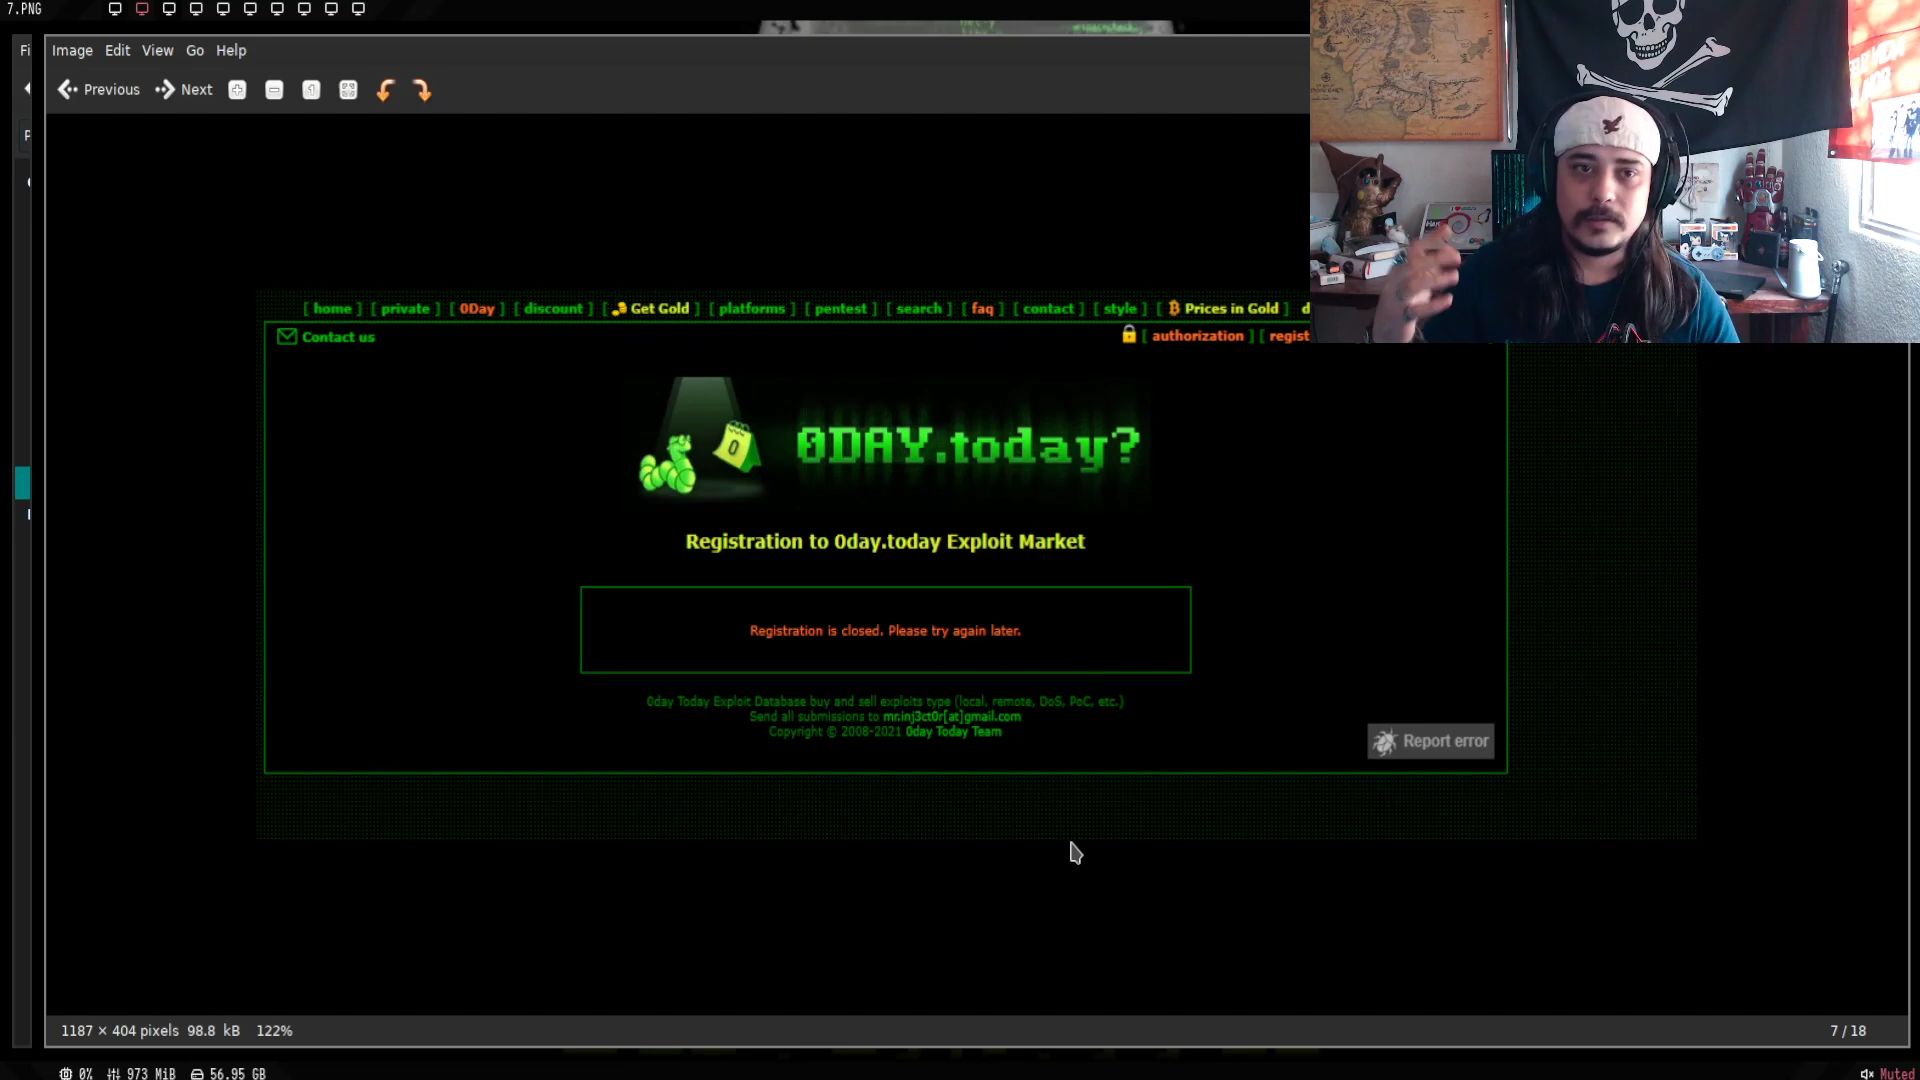 7.PNG
Fi
Image Edit View Go Help
Previous Next
[ home ] [ private ] [ 0Day ] [ discount ] [ Get Gold ] [ platforms ] [ pentest ] [ search ] [ faq ] [ contact ] [ style ] [ Prices in Gold ] d
Contact us
[ authorization ] [ regist
0
0DAY.today?
Registration to 0day.today Exploit Market
Registration is closed. Please try again later.
0day Today Exploit Database buy and sell exploits type (local, remote, DoS, PoC, etc.)
Send all submissions to mr.inj3ct0r[at]gmail.com
Copyright © 2008-2021 0day Today Team
Report error
1187 × 404 pixels 98.8 kB 122%
7 / 18
0% 973 MiB 56.95 GB
Muted